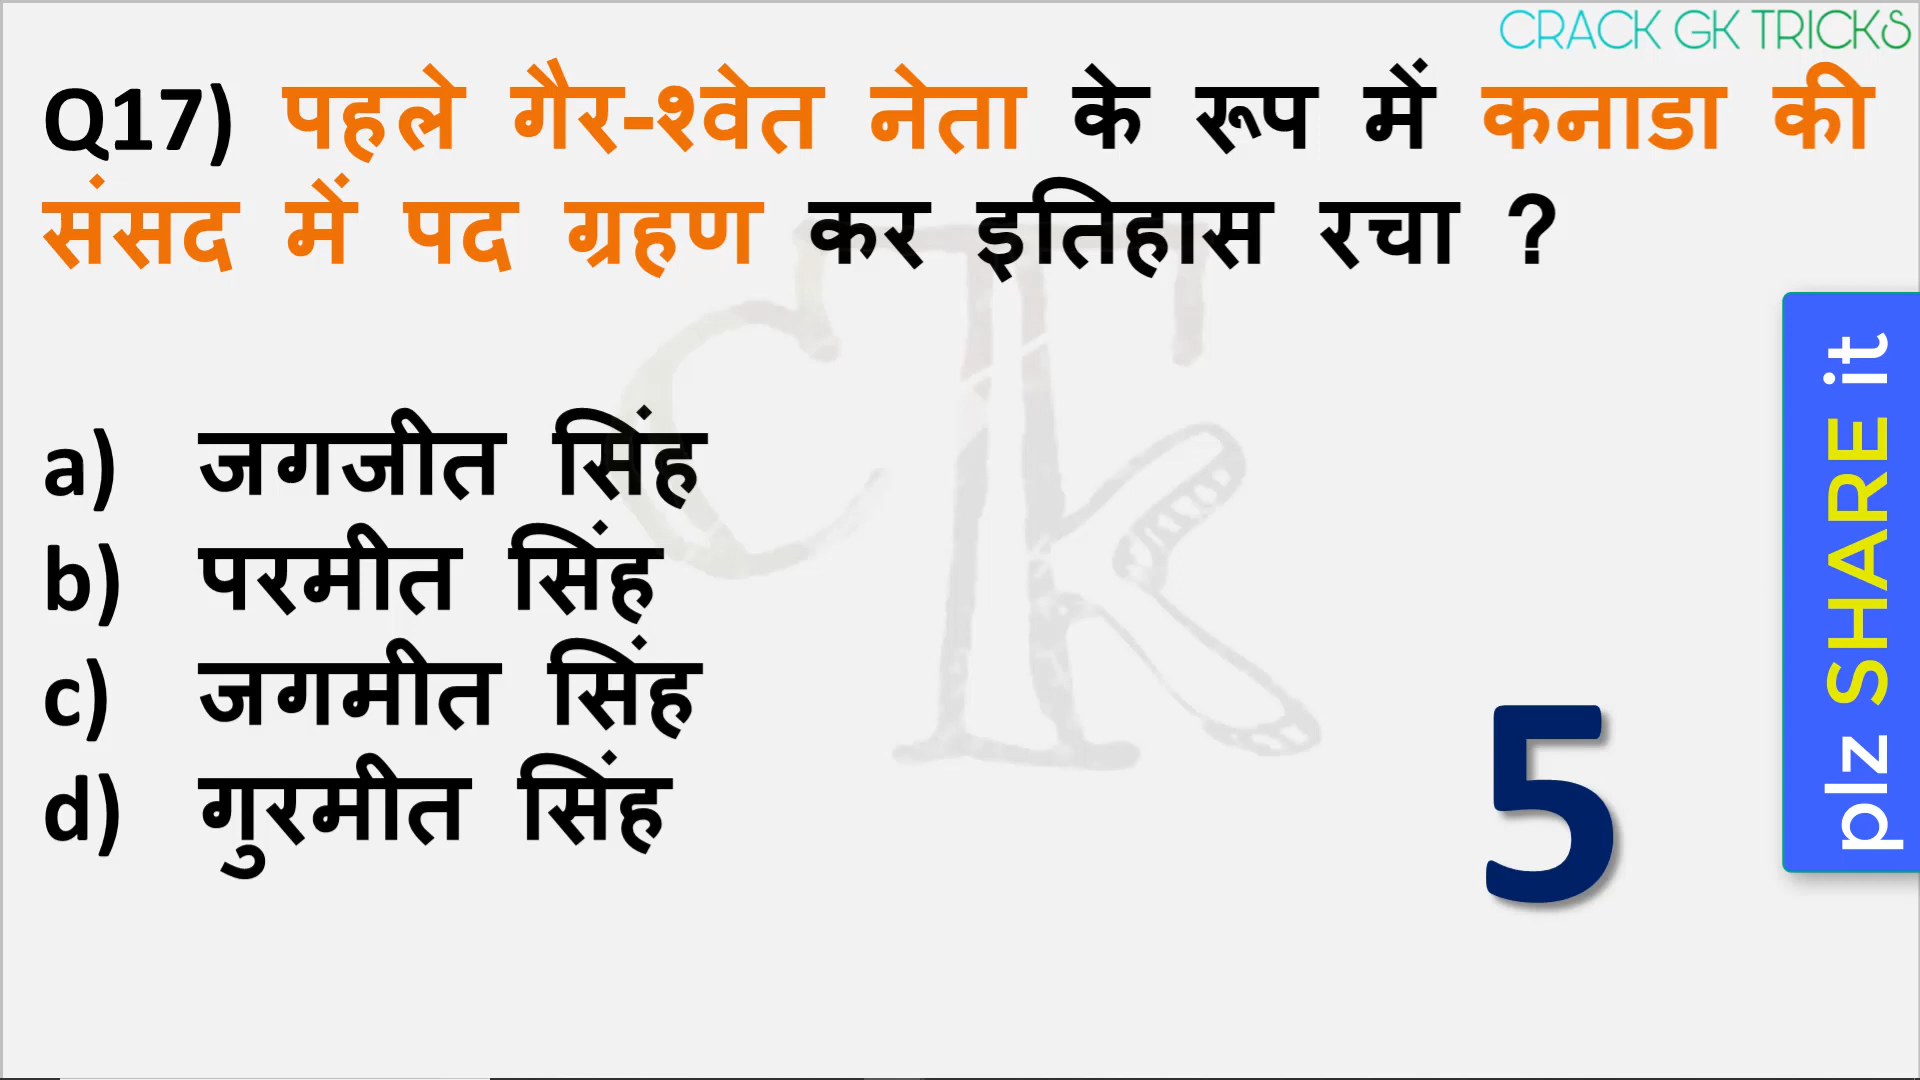 CRACK GK TRICKS
Q17) पहले गैर-श्वेत नेता के रूप में कनाडा की
संसद में पद ग्रहण कर इतिहास रचा ?
a) जगजीत सिंह
b) परमीत सिंह
c) जगमीत सिंह
d) गुरमीत सिंह
5
plz SHARE it
CTk